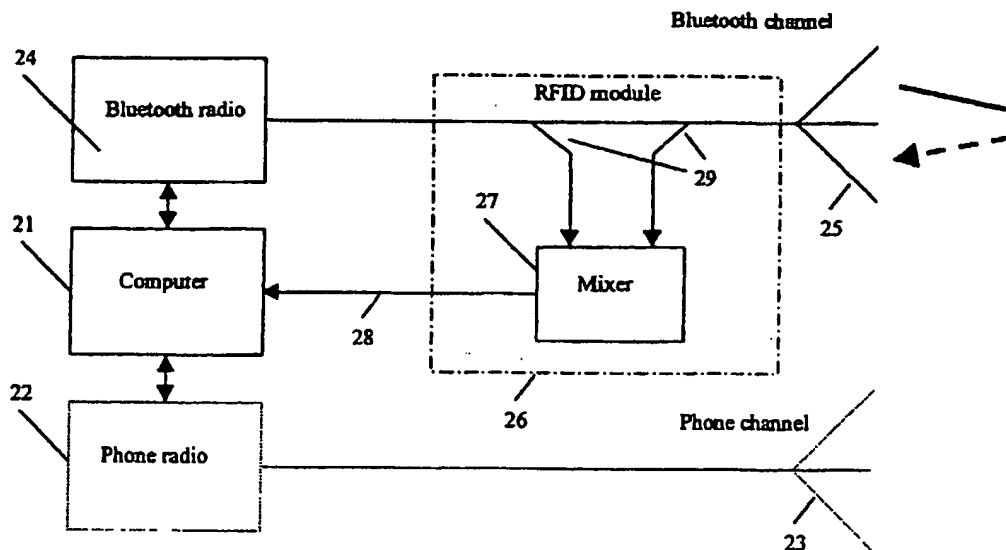 Bluetooth channel
24
Bluetooth radio
RFID module
29
25
27
21
Computer
Mixer
28
26
22
Phone radio
Phone channel
23